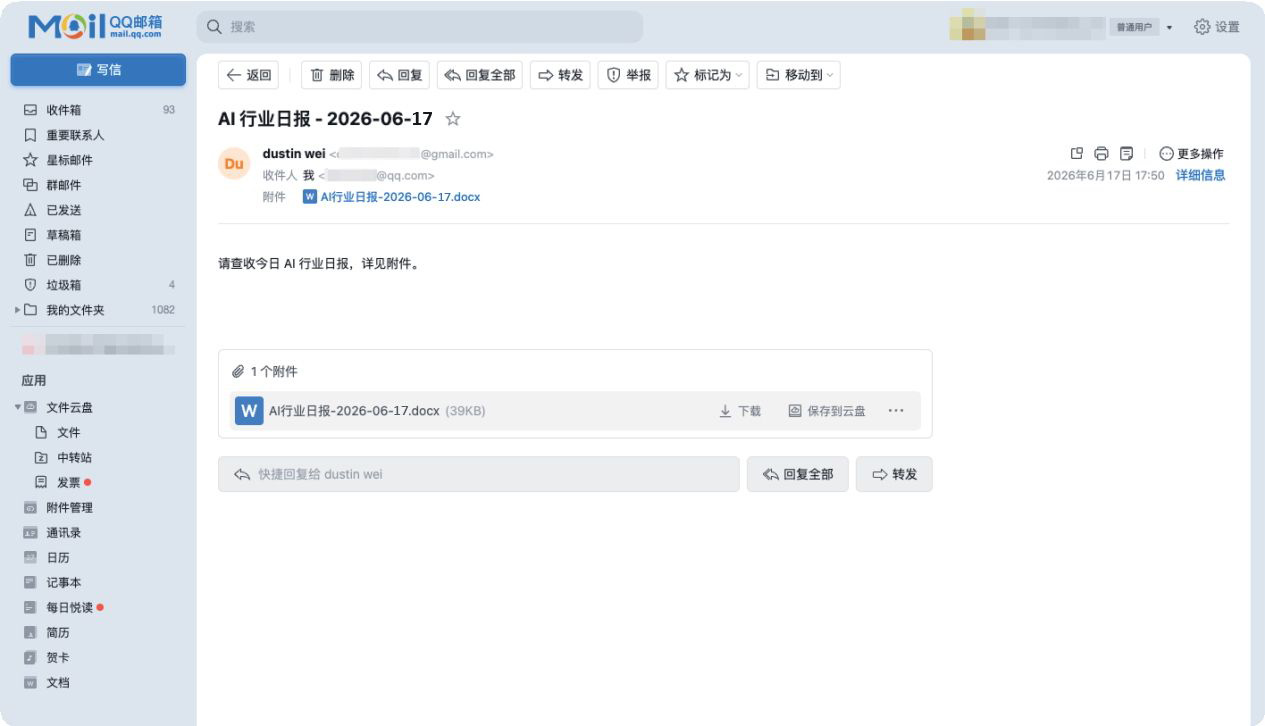 Mail QQ邮箱
mail.qq.com
搜索
普通用户
设置
写信
收件箱 93
重要联系人
星标邮件
群邮件
已发送
草稿箱
已删除
垃圾箱 4
我的文件夹 1082
应用
文件云盘
文件
中转站
发票
附件管理
通讯录
日历
记事本
每日悦读
简历
贺卡
文档
返回 删除 回复 回复全部 转发 举报 标记为 移动到
AI 行业日报 - 2026-06-17
Du
dustin wei < @gmail.com>
更多操作
收件人 我 < @qq.com>
2026年6月17日 17:50 详细信息
附件 W AI行业日报-2026-06-17.docx
请查收今日 AI 行业日报，详见附件。
1 个附件
W AI行业日报-2026-06-17.docx (39KB) 下载 保存到云盘 ···
快捷回复给 dustin wei 回复全部 转发